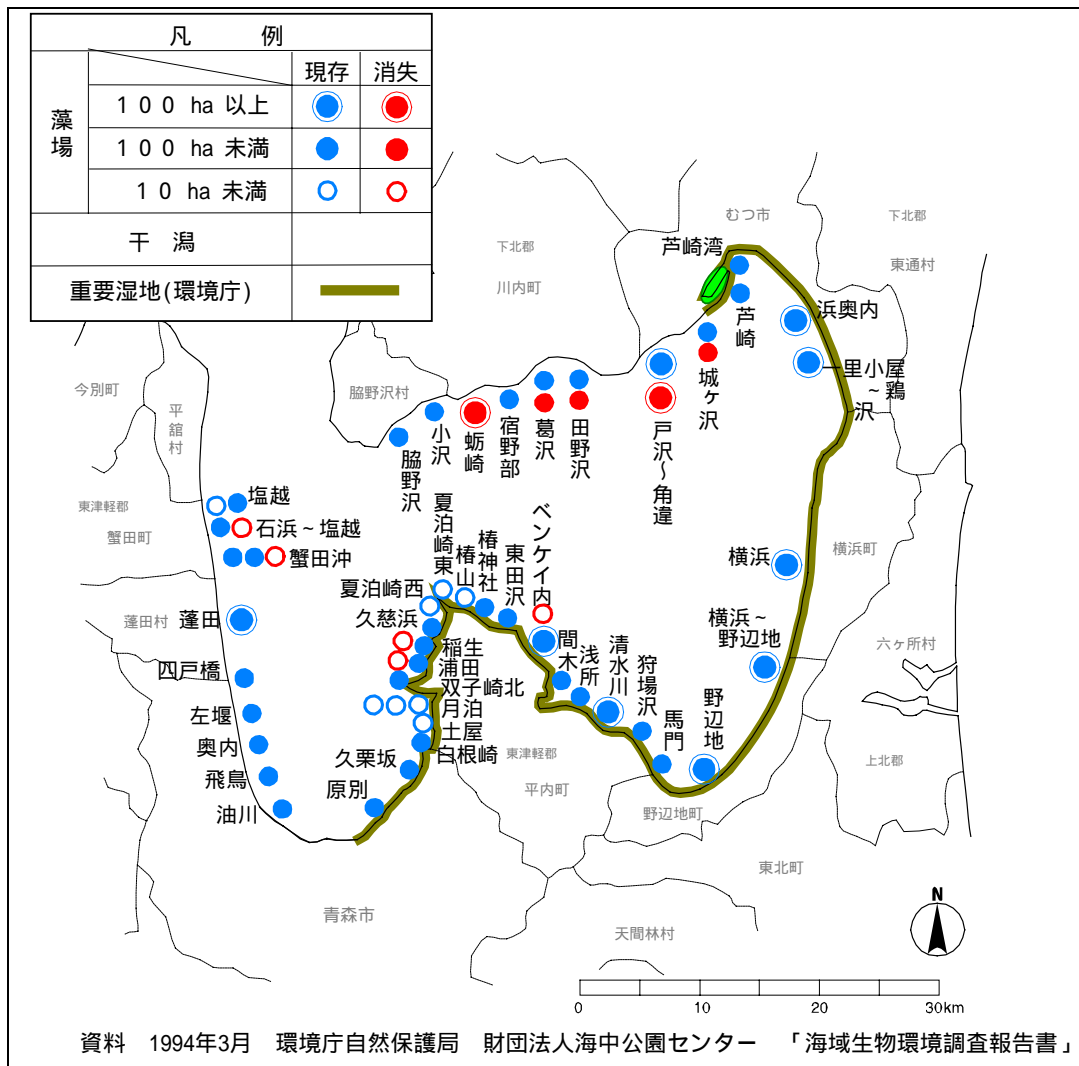 凡 例
現存 消失
藻場
100 ha 以上
100 ha 未満
10 ha 未満
干 潟
重要湿地(環境庁)
むつ市
下北郡
東通村
下北郡
川内町
芦崎湾
芦崎
浜奥内
里小屋
～鶏
沢
城ヶ沢
戸沢～角違
田野沢
葛沢
宿野部
蛎崎
小沢
脇野沢
脇野沢村
今別町
平舘村
東津軽郡
蟹田町
塩越
石浜～塩越
蟹田沖
蓬田村
蓬田
四戸橋
左堰
奥内
飛鳥
油川
夏泊崎東
夏泊崎西
椿山
椿神社
東田沢
ベンケイ内
久慈浜
稲生
浦田
双子崎北
月泊
土屋
白根崎
久栗坂
原別
間木
浅所
清水川
狩場沢
馬門
野辺地
横浜～
野辺地
横浜
横浜町
六ヶ所村
上北郡
東津軽郡
平内町
野辺地町
東北町
天間林村
青森市
N
0 10 20 30km
資料 1994年3月 環境庁自然保護局 財団法人海中公園センター 「海域生物環境調査報告書」